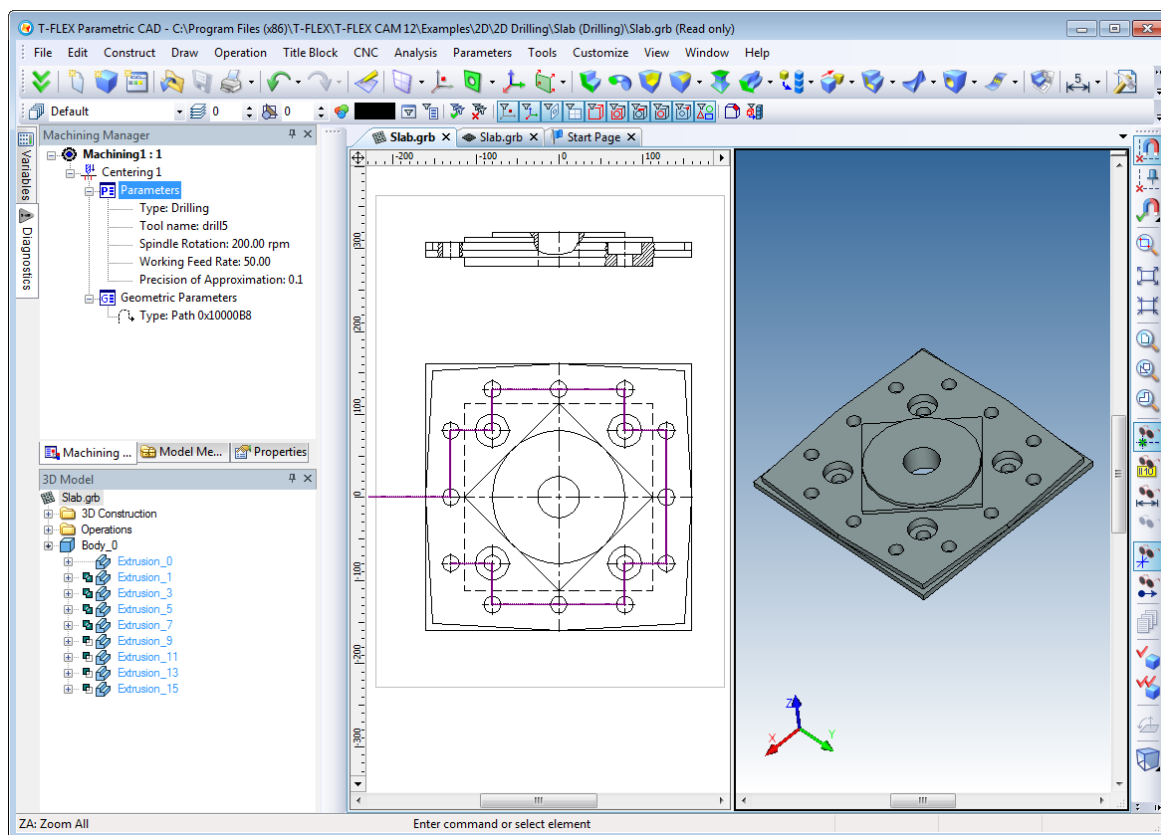 T-FLEX Parametric CAD - C:\Program Files (x86)\T-FLEX\T-FLEX CAM 12\Examples\2D\2D Drilling\Slab (Drilling)\Slab.grb (Read only)
File Edit Construct Draw Operation Title Block CNC Analysis Parameters Tools Customize View Window Help
5
Default 0 0
Variables
Diagnostics
Machining Manager
Machining1 : 1
Centering 1
Parameters
Type: Drilling
Tool name: drill5
Spindle Rotation: 200.00 rpm
Working Feed Rate: 50.00
Precision of Approximation: 0.1
Geometric Parameters
Type: Path 0x10000B8
Machining ... Model Me... Properties
3D Model
Slab.grb
3D Construction
Operations
Body_0
Extrusion_0
Extrusion_1
Extrusion_3
Extrusion_5
Extrusion_7
Extrusion_9
Extrusion_11
Extrusion_13
Extrusion_15
Slab.grb Slab.grb Start Page
-200 -100 0 100
300
200
100
0
-100
-200
-300
Z
X
Y
ZA: Zoom All Enter command or select element